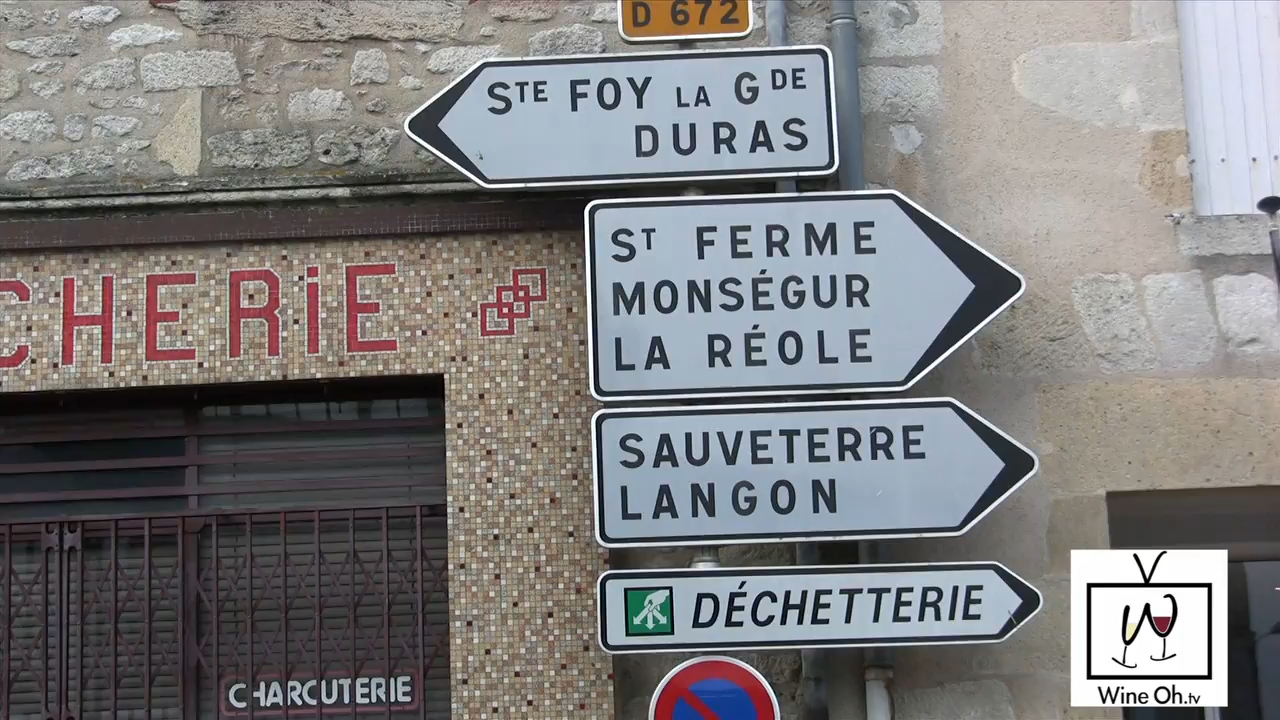 D 672
STE FOY LA GDE
DURAS
ST FERME
MONSÉGUR
LA RÉOLE
CHERIE
SAUVETERRE
LANGON
DÉCHETTERIE
CHARCUTERIE
Wine Oh.tv